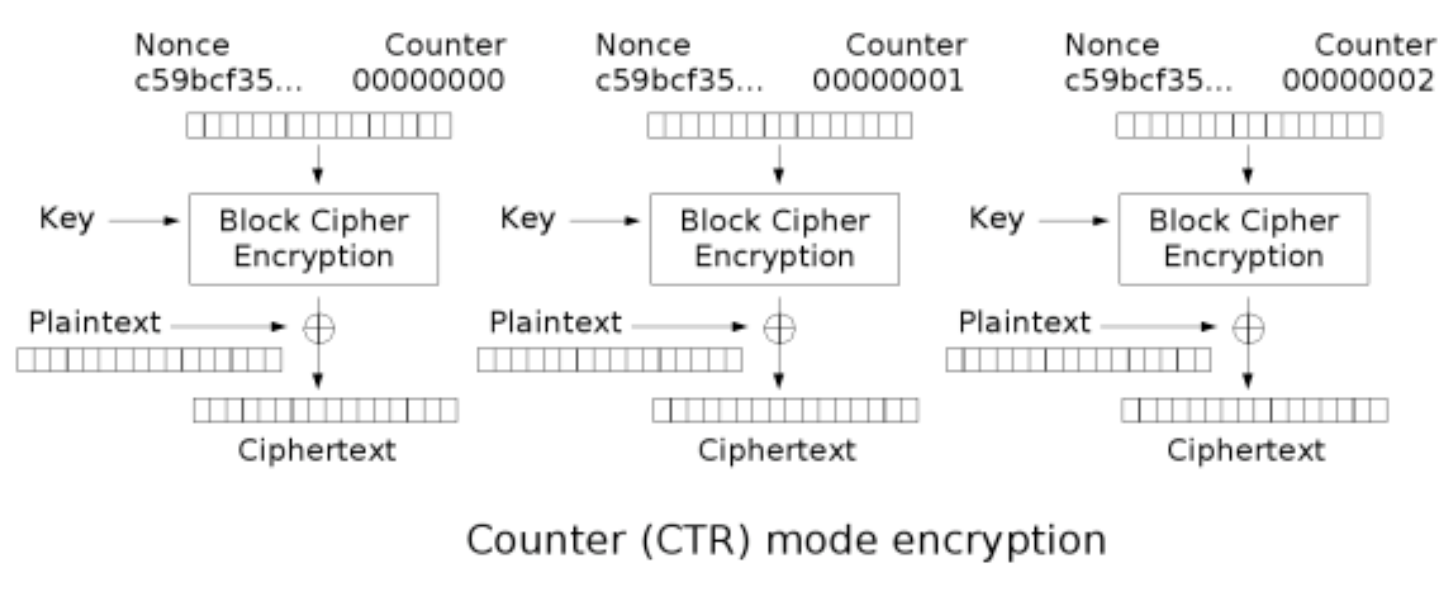 Nonce Counter Nonce Counter Nonce Counter
c59bcf35... 00000000 c59bcf35... 00000001 c59bcf35... 00000002
Key Block Cipher Key Block Cipher Key Block Cipher
Encryption Encryption Encryption
Plaintext Plaintext Plaintext
Ciphertext Ciphertext Ciphertext
Counter (CTR) mode encryption